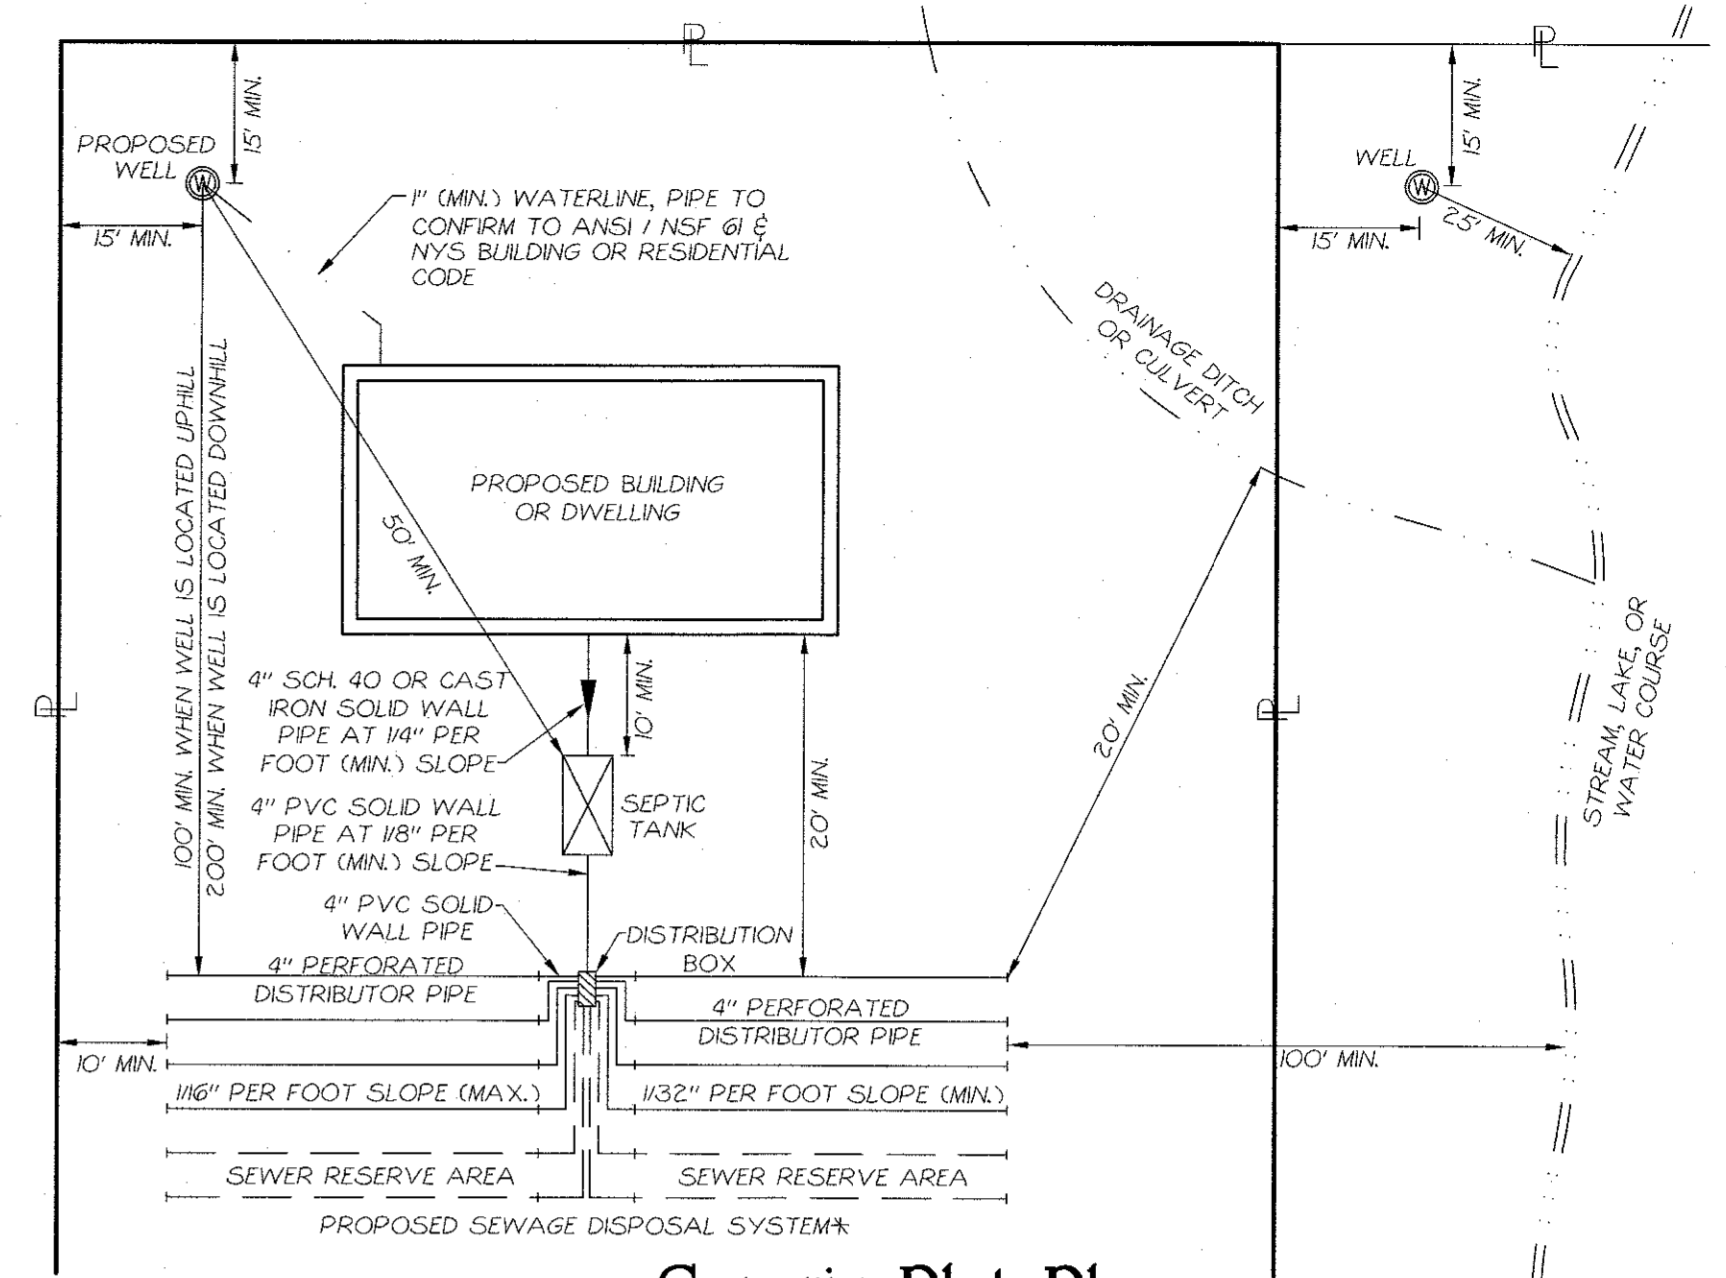 PL
PL
15' MIN.
15' MIN.
PROPOSED
WELL
W
WELL
W
1" (MIN.) WATERLINE, PIPE TO
CONFIRM TO ANSI / NSF 61 &
NYS BUILDING OR RESIDENTIAL
CODE
15' MIN.
15' MIN.
25' MIN.
DRAINAGE DITCH
OR CULVERT
100' MIN. WHEN WELL IS LOCATED UPHILL
200' MIN. WHEN WELL IS LOCATED DOWNHILL
PROPOSED BUILDING
OR DWELLING
50' MIN.
STREAM, LAKE, OR
WATER COURSE
PL
PL
4" SCH. 40 OR CAST
IRON SOLID WALL
PIPE AT 1/4" PER
FOOT (MIN.) SLOPE
10' MIN.
20' MIN.
20' MIN.
4" PVC SOLID WALL
PIPE AT 1/8" PER
FOOT (MIN.) SLOPE
SEPTIC
TANK
4" PVC SOLID
WALL PIPE
DISTRIBUTION
BOX
4" PERFORATED
DISTRIBUTOR PIPE
4" PERFORATED
DISTRIBUTOR PIPE
10' MIN.
100' MIN.
1/16" PER FOOT SLOPE (MAX.)
1/32" PER FOOT SLOPE (MIN.)
SEWER RESERVE AREA
SEWER RESERVE AREA
PROPOSED SEWAGE DISPOSAL SYSTEM*